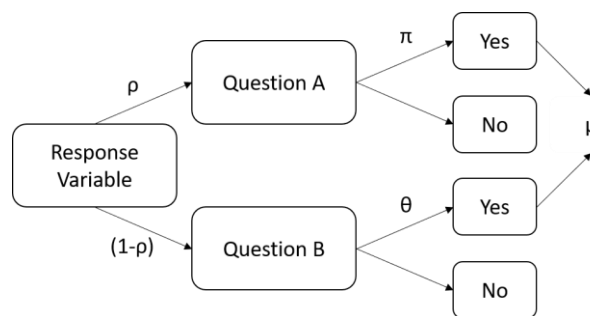 π
Yes
ρ
Question A
No
Response
Variable
(1-ρ)
θ
Yes
Question B
No